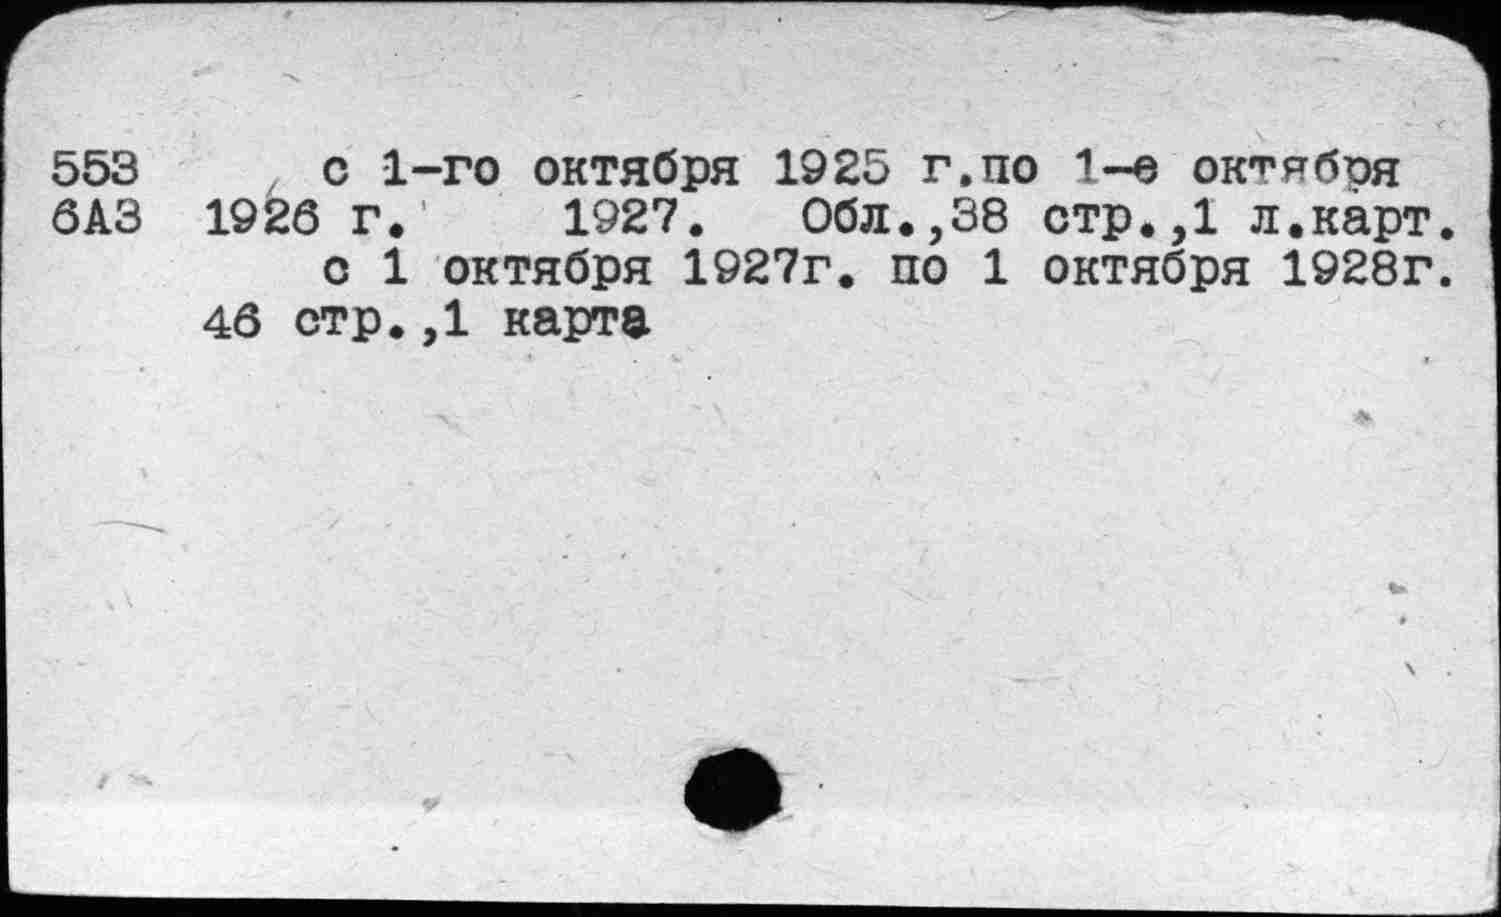 553 с 1-го октября 1925 г.по 1-е октября
6АЗ 1926 г. 1927. Обл.,38 стр.,1 л.карт.
с 1 октября 1927г. по 1 октября 1928г.
46 стр.,1 карта